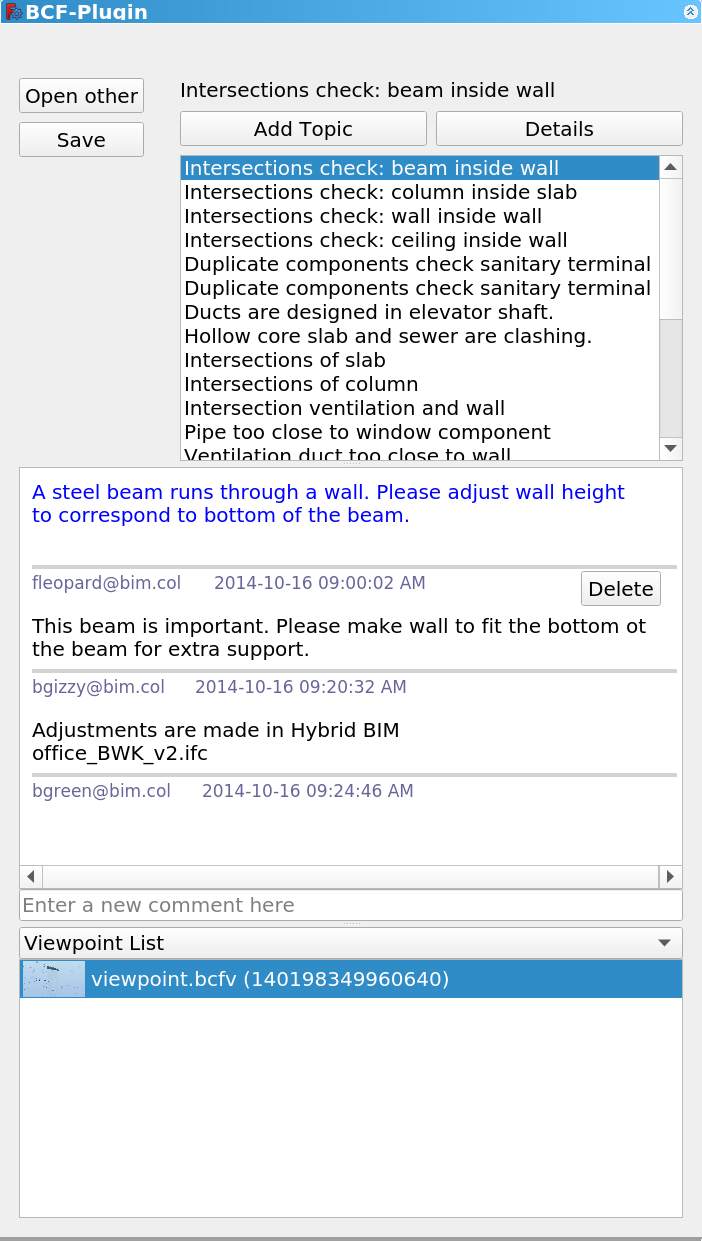 BCF-Plugin
Open other
Save
Intersections check: beam inside wall
Add Topic
Details
Intersections check: beam inside wall
Intersections check: column inside slab
Intersections check: wall inside wall
Intersections check: ceiling inside wall
Duplicate components check sanitary terminal
Duplicate components check sanitary terminal
Ducts are designed in elevator shaft.
Hollow core slab and sewer are clashing.
Intersections of slab
Intersections of column
Intersection ventilation and wall
Pipe too close to window component
Ventilation duct too close to wall
A steel beam runs through a wall. Please adjust wall height
to correspond to bottom of the beam.
fleopard@bim.col 2014-10-16 09:00:02 AM
Delete
This beam is important. Please make wall to fit the bottom ot
the beam for extra support.
bgizzy@bim.col 2014-10-16 09:20:32 AM
Adjustments are made in Hybrid BIM
office_BWK_v2.ifc
bgreen@bim.col 2014-10-16 09:24:46 AM
Enter a new comment here
Viewpoint List
viewpoint.bcfv (140198349960640)